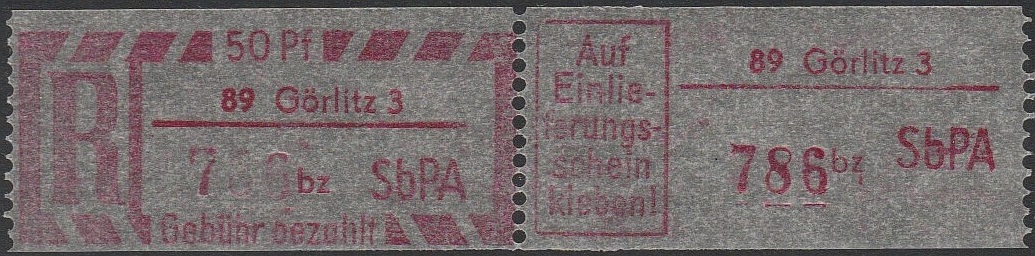 50 Pf
R
89 Görlitz 3
786 bz SbPA
Gebühr bezahlt
Auf
Einlie-
ferungs-
schein
kleben!
89 Görlitz 3
786 bz SbPA